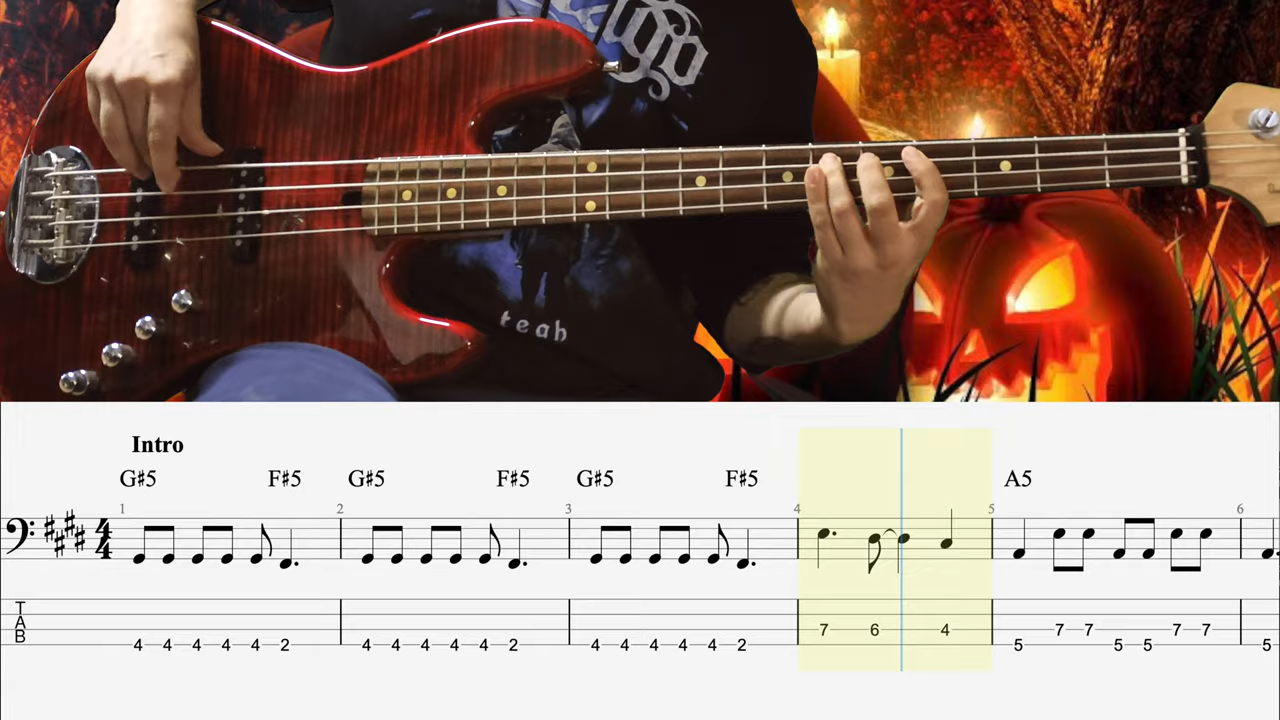 teah
Intro
G♯5 F♯5 G♯5 F♯5 G♯5 F♯5 A5
1 2 3 4 5 6
4
4
T
A
B
7 6 4 7 7 7 7
4 4 4 4 4 2 4 4 4 4 4 2 4 4 4 4 4 2 5 5 5 5